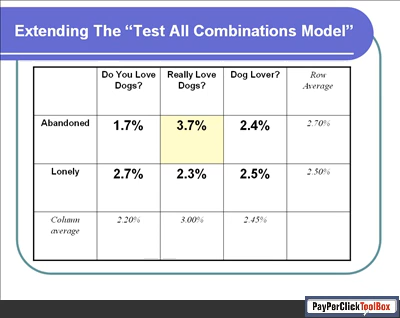 Extending The “Test All Combinations Model”
Do You Love Dogs?
Really Love Dogs?
Dog Lover?
Row Average
Abandoned
1.7%
3.7%
2.4%
2.70%
Lonely
2.7%
2.3%
2.5%
2.50%
Column average
2.20%
3.00%
2.45%
PayPerClickToolBox